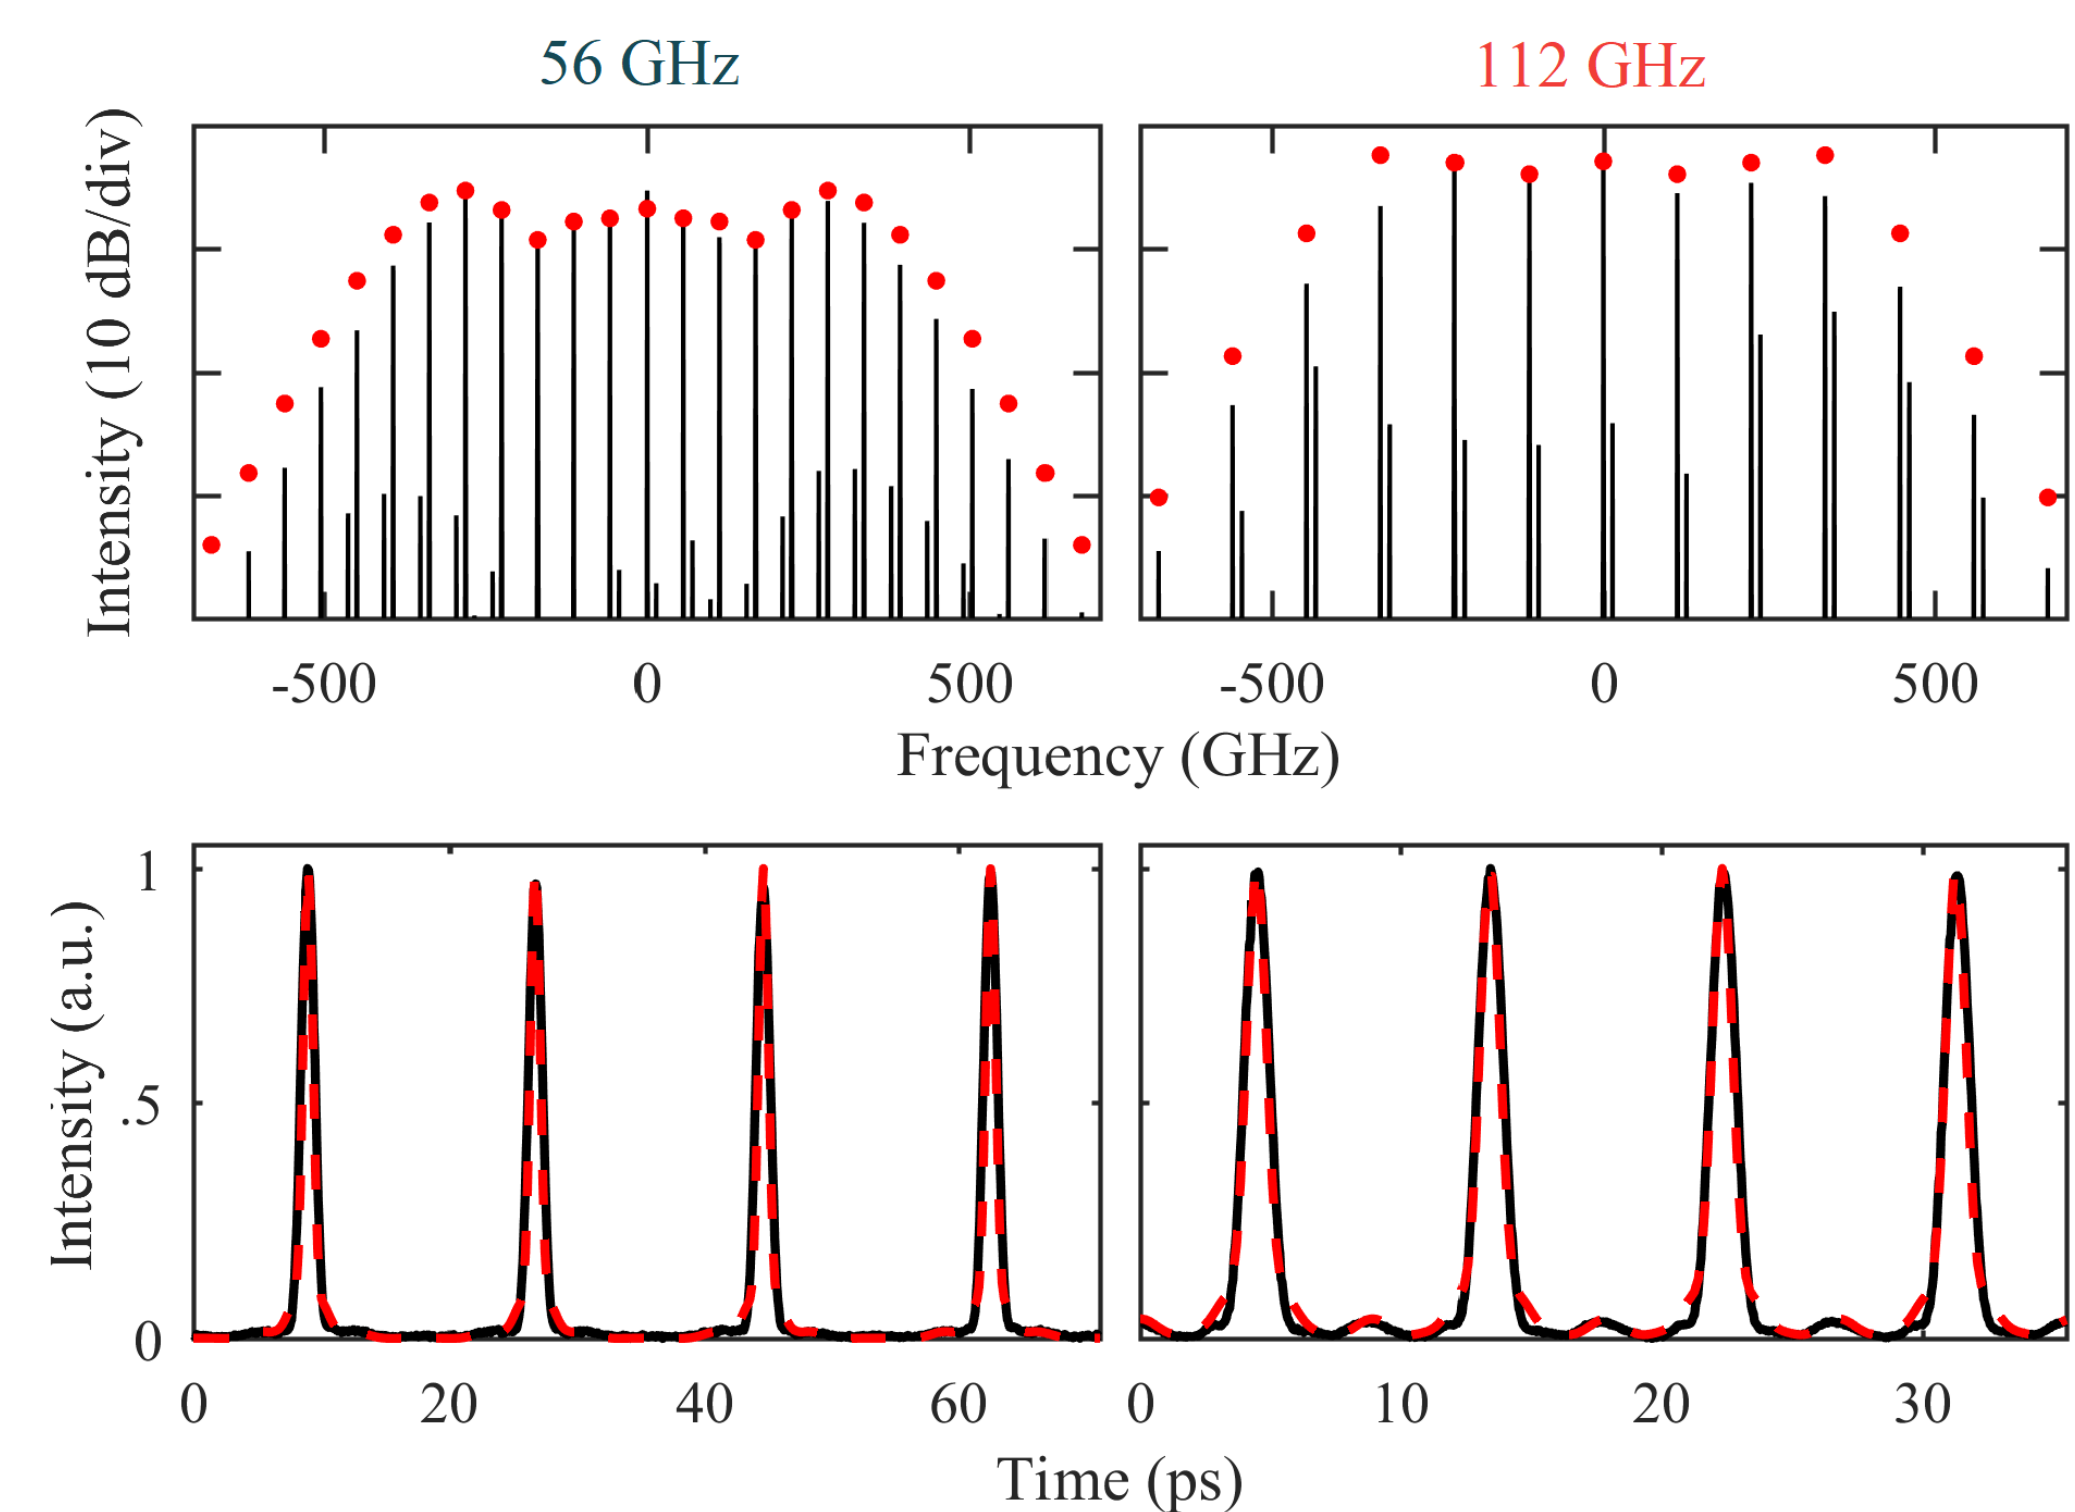 56 GHz
112 GHz
Intensity (10 dB/div)
-500 0 500
-500 0 500
Frequency (GHz)
Intensity (a.u.)
1
.5
0
0 20 40 60
0 10 20 30
Time (ps)